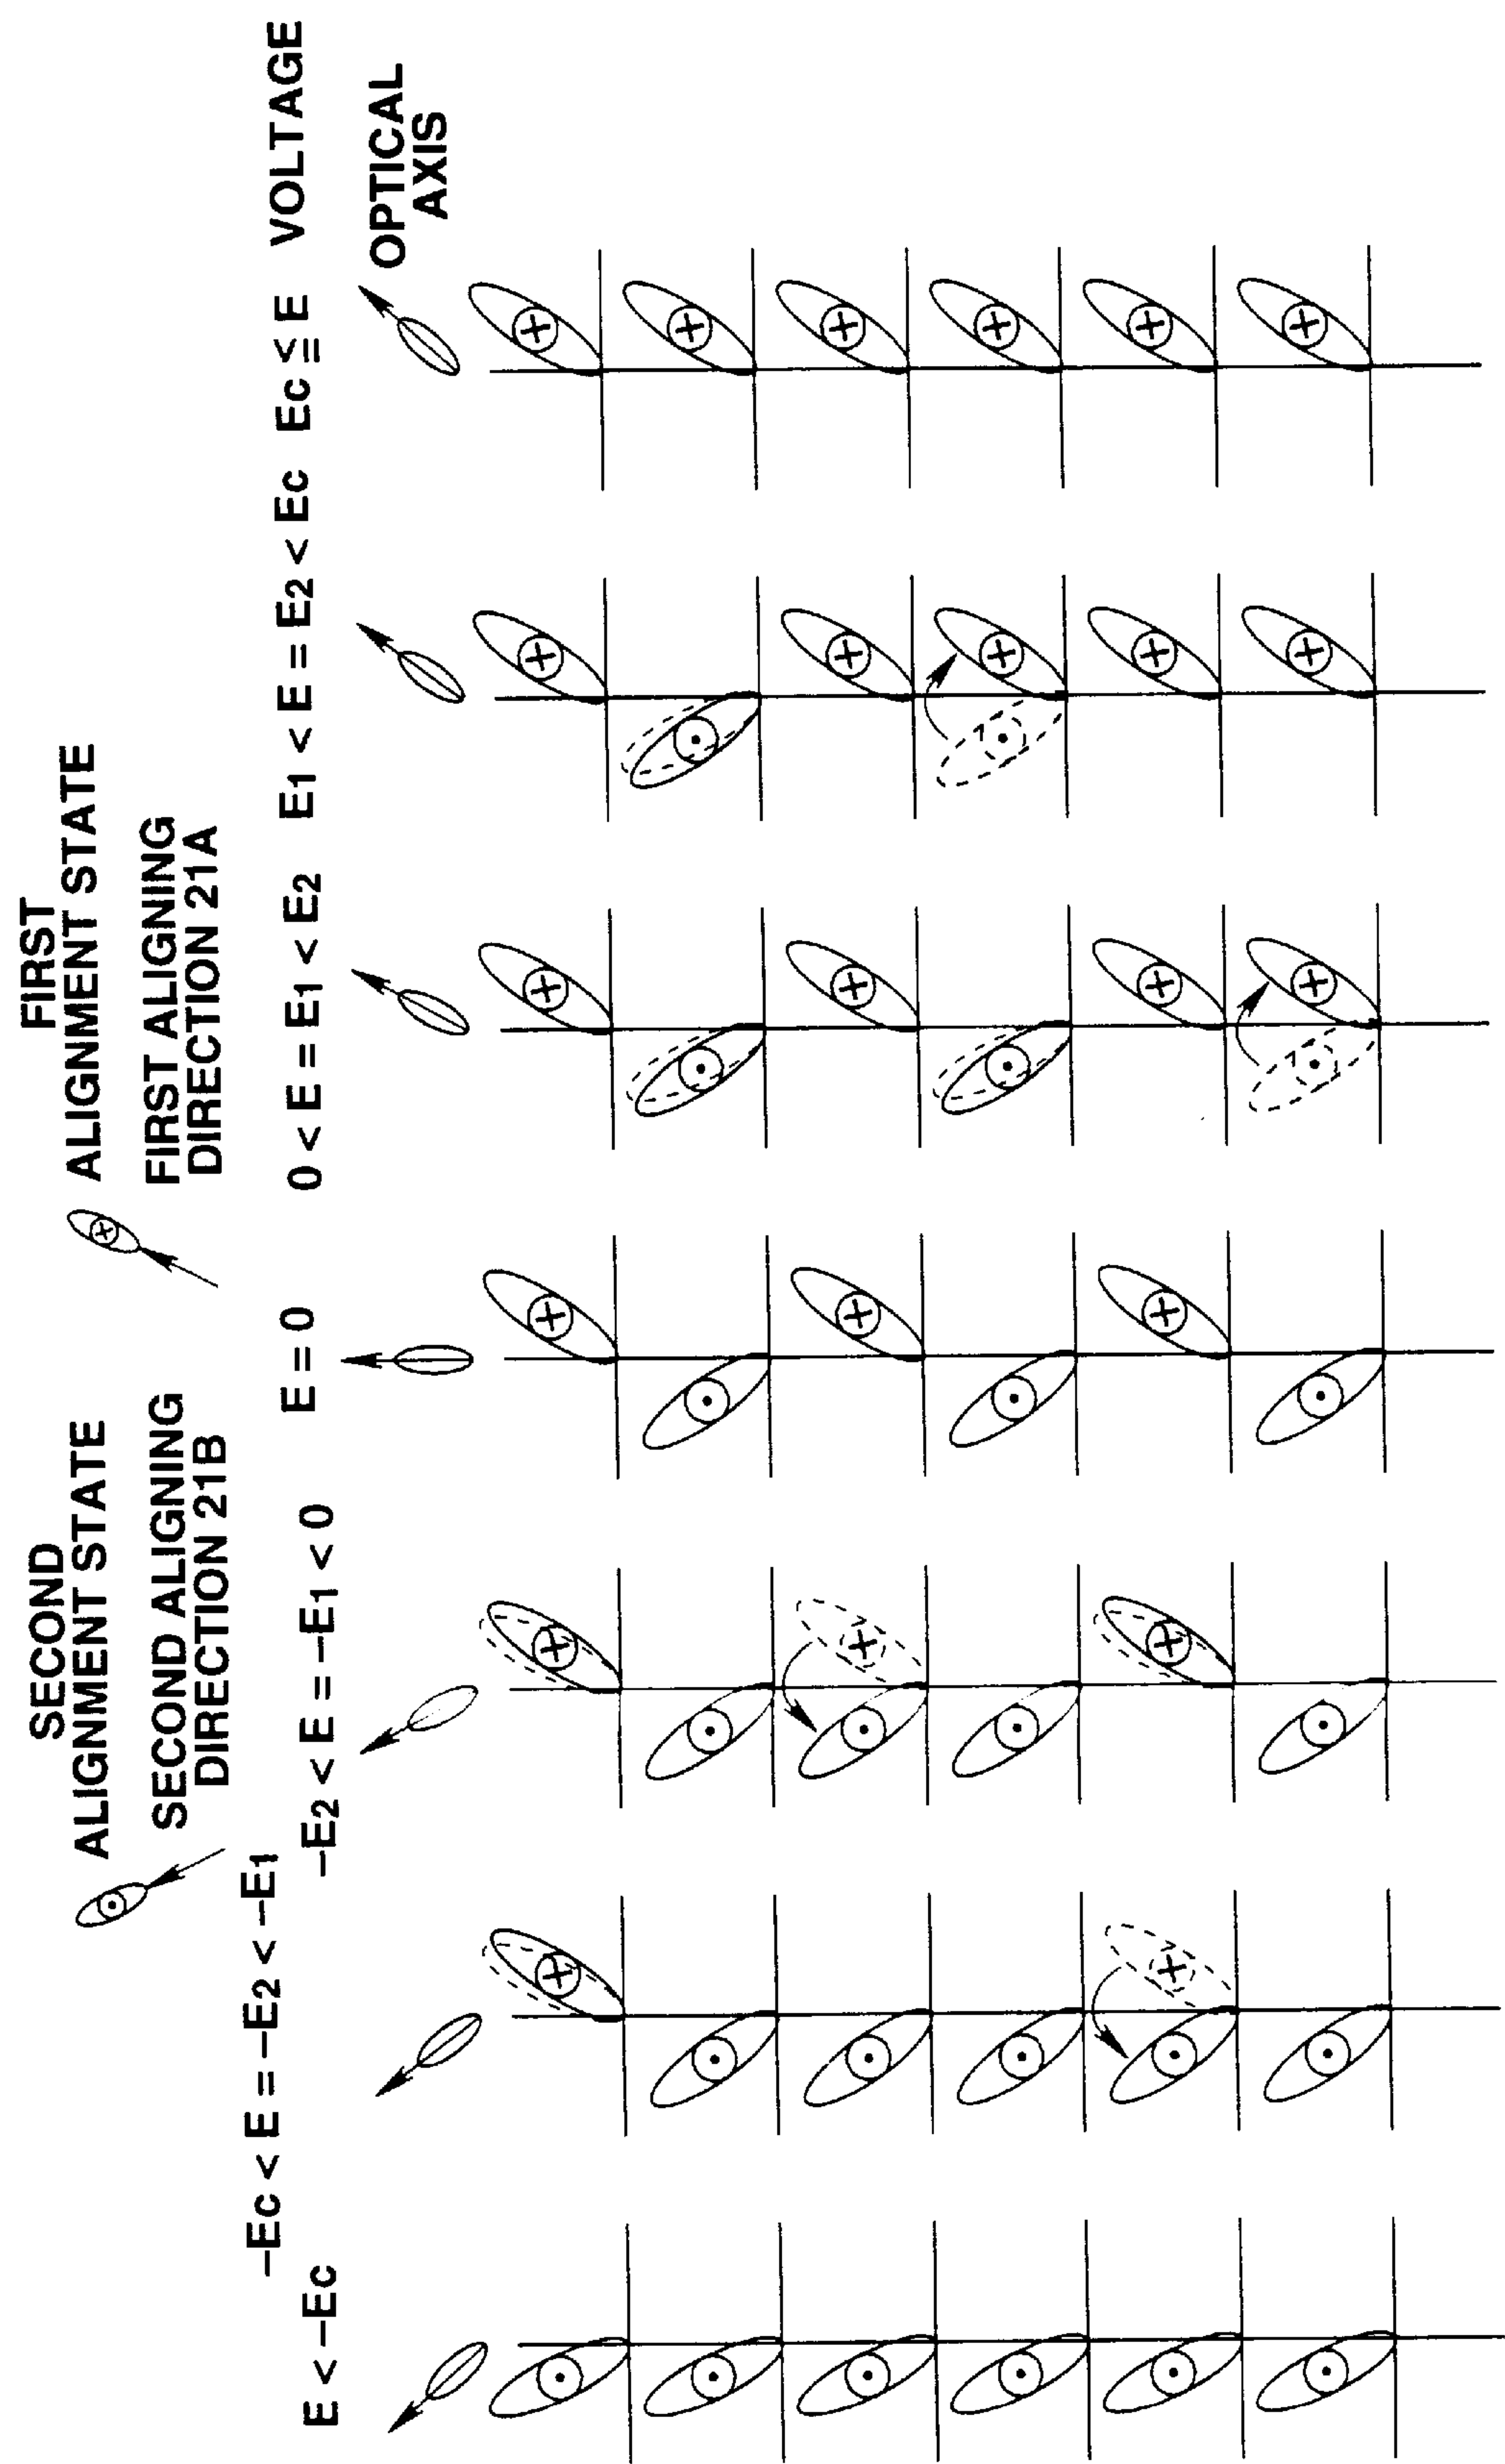 SECOND
ALIGNMENT STATE
SECOND ALIGNING
DIRECTION 21B
FIRST
ALIGNMENT STATE
FIRST ALIGNING
DIRECTION 21A
E < –Ec
–Ec < E = –E2 < –E1
–E2 < E = –E1 < 0
E = 0
0 < E = E1 < E2
E1 < E = E2 < Ec
Ec ≦ E
VOLTAGE
OPTICAL
AXIS